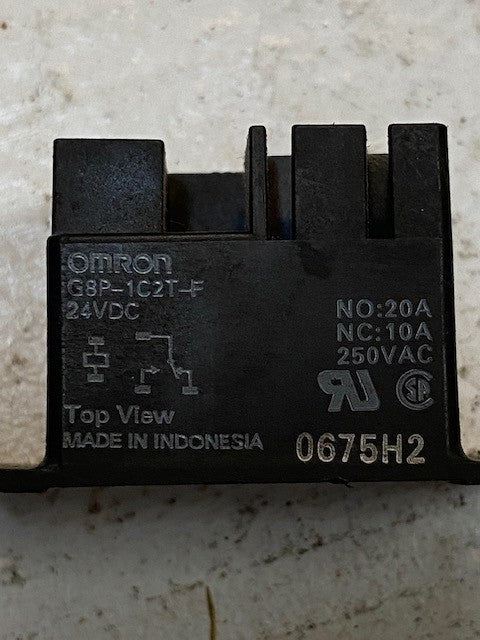 OMRON
G8P-1C2T-F
24VDC
NO:20A
NC:10A
250VAC
Top View
MADE IN INDONESIA
0675H2